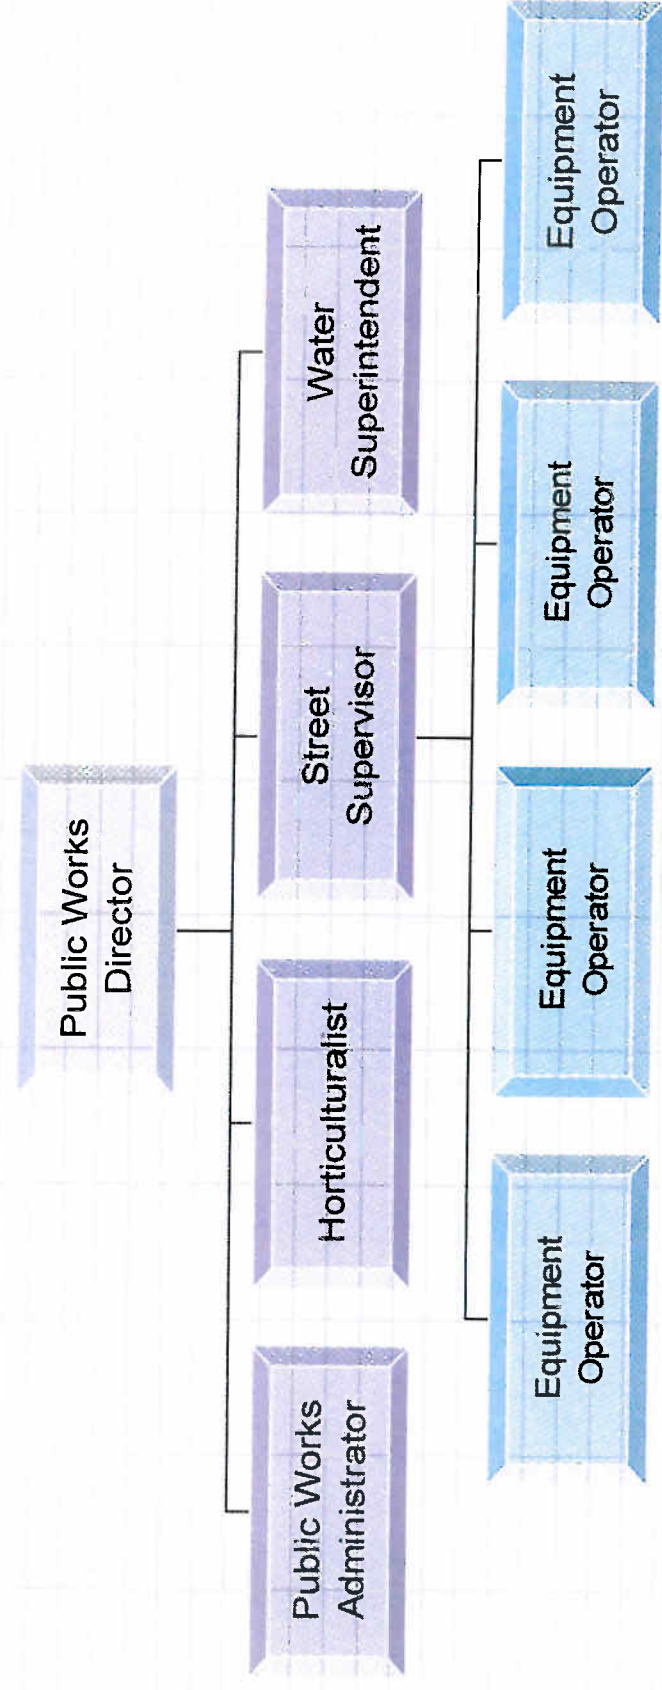 Public Works
Director
Public Works
Administrator
Horticulturalist
Street
Supervisor
Water
Superintendent
Equipment
Operator
Equipment
Operator
Equipment
Operator
Equipment
Operator